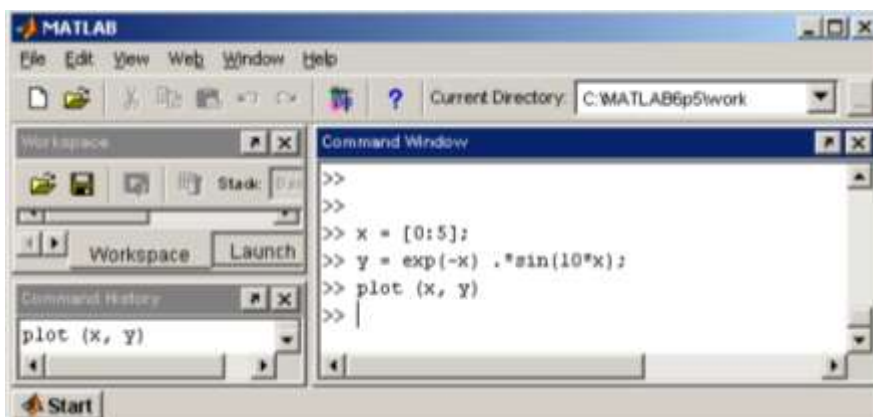 MATLAB
File Edit View Web Window Help
Current Directory: C:\MATLAB6p5\work
Workspace
Stack:
Workspace Launch
Command History
plot (x, y)
Command Window
>>
>>
>> x = [0:5];
>> y = exp(-x) .*sin(10*x);
>> plot (x, y)
>>
Start